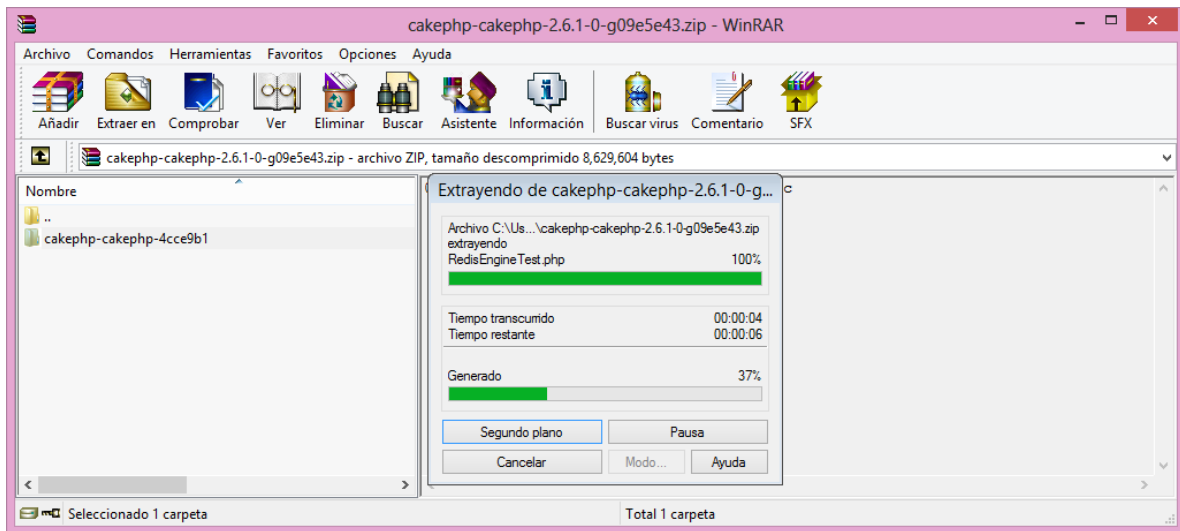 cakephp-cakephp-2.6.1-0-g09e5e43.zip - WinRAR
Archivo Comandos Herramientas Favoritos Opciones Ayuda
Añadir Extraer en Comprobar Ver Eliminar Buscar Asistente Información Buscar virus Comentario SFX
cakephp-cakephp-2.6.1-0-g09e5e43.zip - archivo ZIP, tamaño descomprimido 8,629,604 bytes
Nombre
..
cakephp-cakephp-4cce9b1
Extrayendo de cakephp-cakephp-2.6.1-0-g...
Archivo C:\Us...\cakephp-cakephp-2.6.1-0-g09e5e43.zip
extrayendo
RedisEngineTest.php 100%
Tiempo transcurrido 00:00:04
Tiempo restante 00:00:06
Generado 37%
Segundo plano Pausa
Cancelar Modo... Ayuda
Seleccionado 1 carpeta Total 1 carpeta